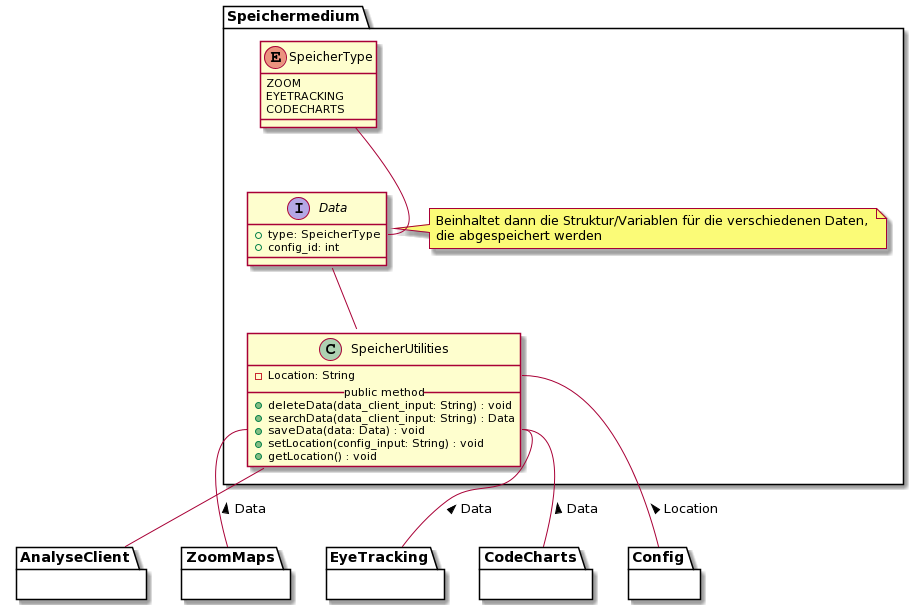 Speichermedium
E SpeicherType
ZOOM
EYETRACKING
CODECHARTS
I Data
type: SpeicherType
config_id: int
Beinhaltet dann die Struktur/Variablen für die verschiedenen Daten,
die abgespeichert werden
C SpeicherUtilities
Location: String
public method
deleteData(data_client_input: String) : void
searchData(data_client_input: String) : Data
saveData(data: Data) : void
setLocation(config_input: String) : void
getLocation() : void
Data
Data
Data
Location
AnalyseClient
ZoomMaps
EyeTracking
CodeCharts
Config